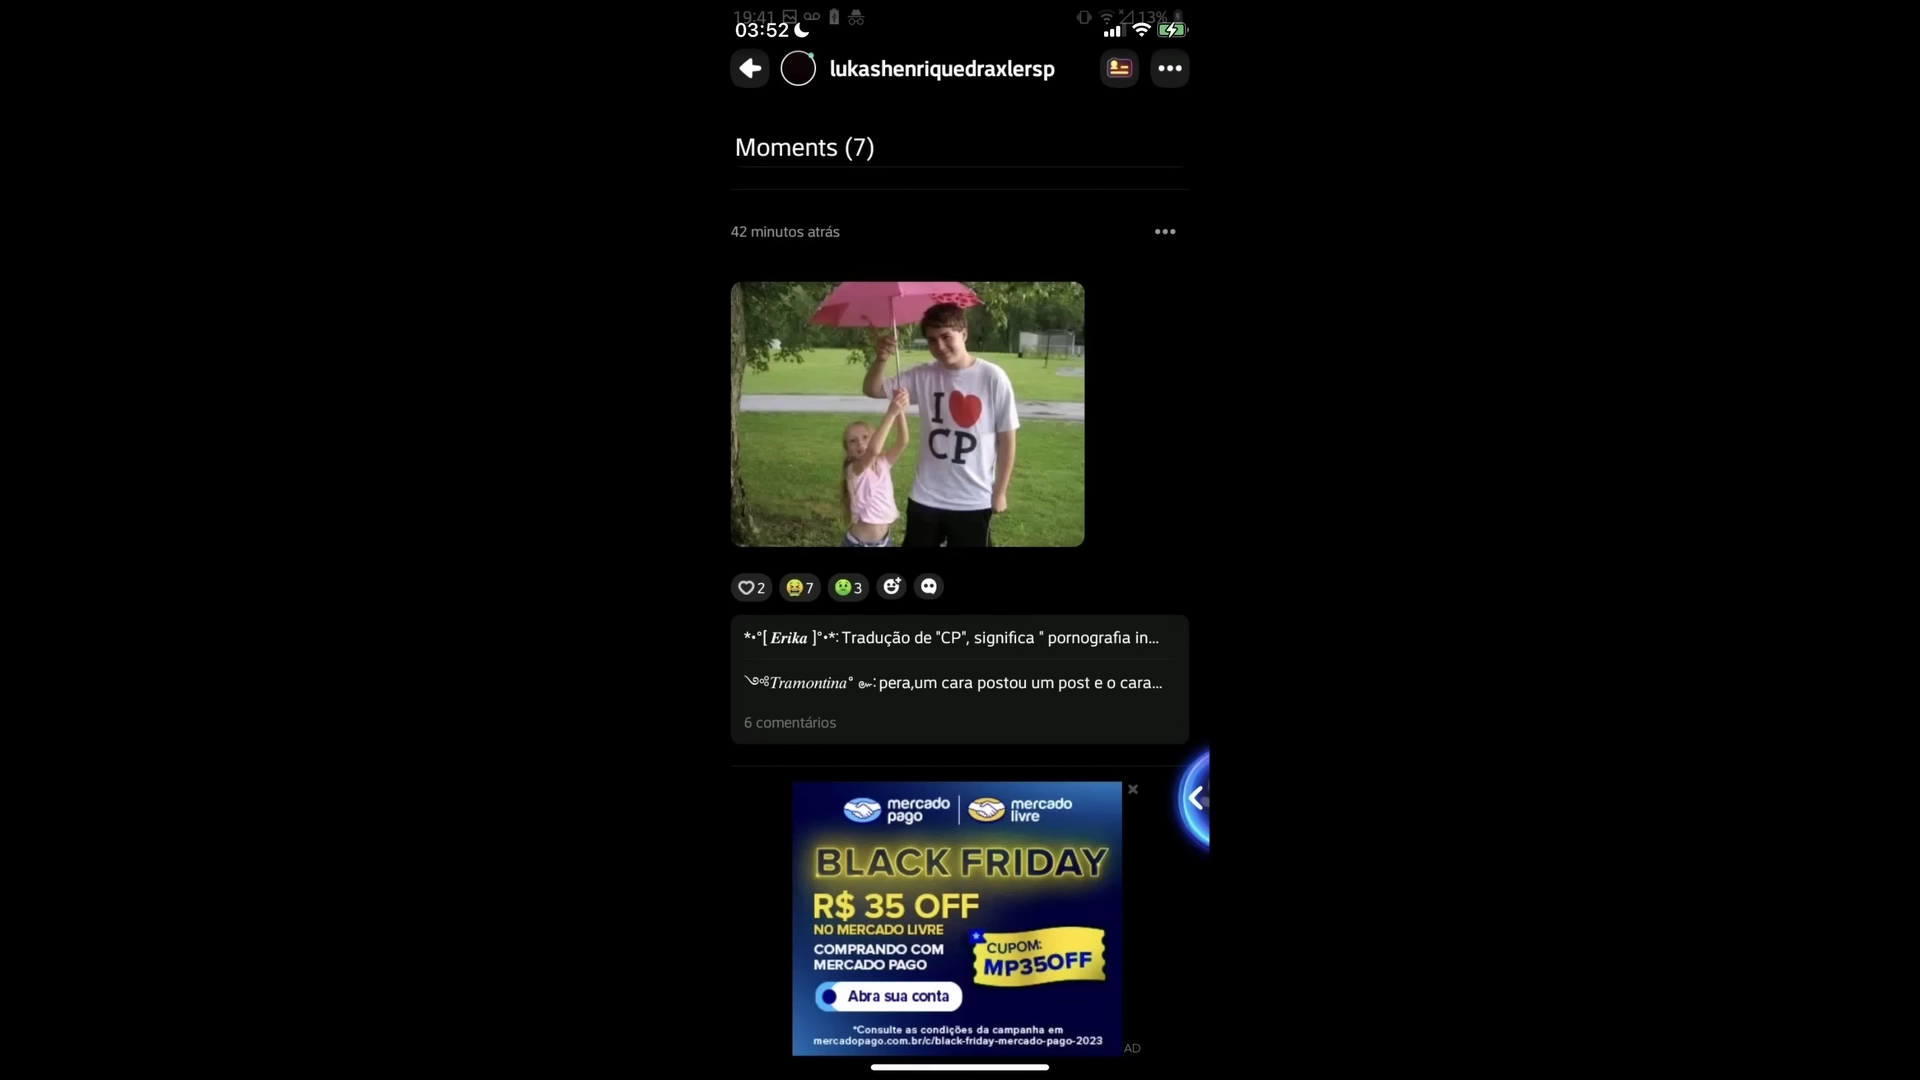 19:41
13%
03:52
lukashenriquedraxlersp
Moments (7)
42 minutos atrás
I
CP
2
7
3
*•°[ Erika ]°•*: Tradução de "CP", significa " pornografia in...
Tramontina° : pera,um cara postou um post e o cara...
6 comentários
mercado pago | mercado livre
BLACK FRIDAY
R$ 35 OFF
NO MERCADO LIVRE
COMPRANDO COM
MERCADO PAGO
CUPOM:
MP35OFF
Abra sua conta
*Consulte as condições da campanha em
mercadopago.com.br/c/black-friday-mercado-pago-2023
AD